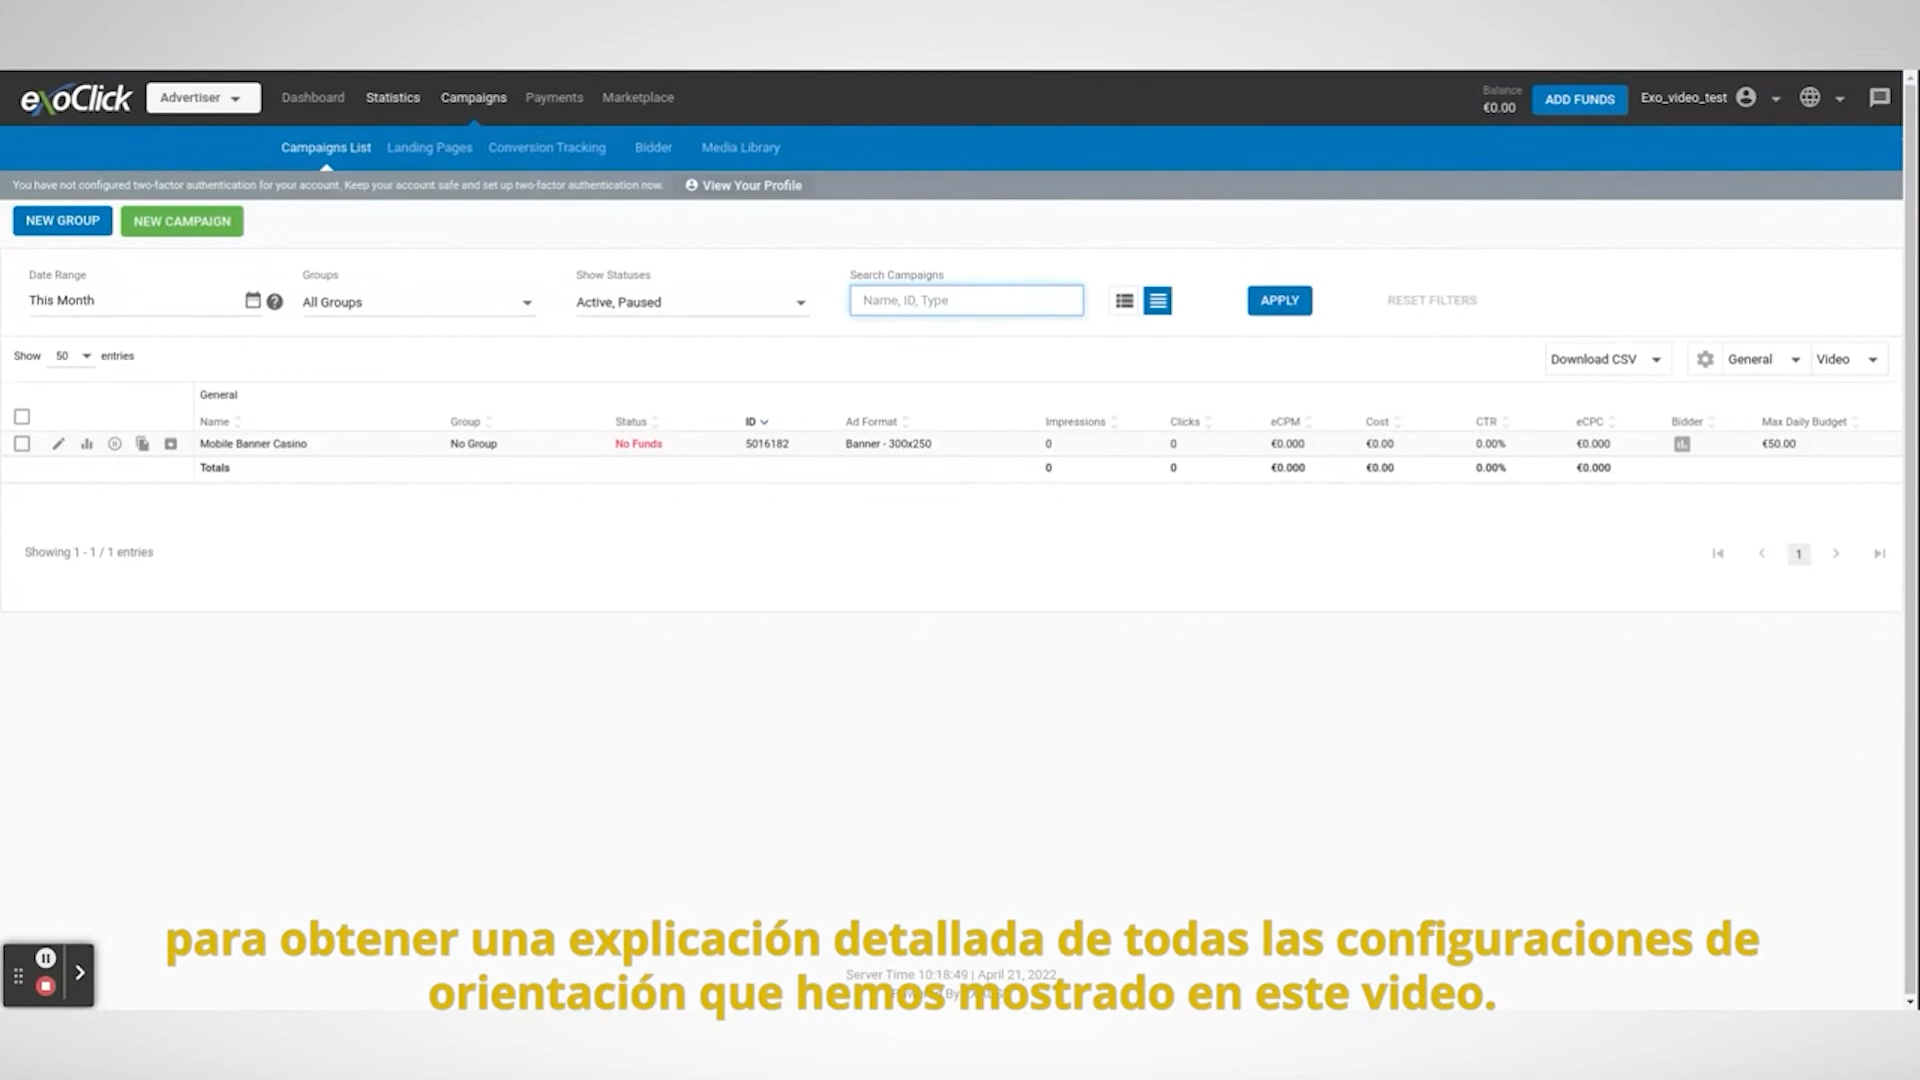 exoClick
Advertiser
Dashboard
Statistics
Campaigns
Payments
Marketplace
Balance
€0.00
ADD FUNDS
Exo_video_test
Campaigns List
Landing Pages
Conversion Tracking
Bidder
Media Library
You have not configured two-factor authentication for your account. Keep your account safe and set up two-factor authentication now.
View Your Profile
NEW GROUP
NEW CAMPAIGN
Date Range
This Month
Groups
All Groups
Show Statuses
Active, Paused
Search Campaigns
Name, ID, Type
APPLY
RESET FILTERS
Show 50 entries
Download CSV
General
Video
General
Name Group Status ID Ad Format Impressions Clicks eCPM Cost CTR eCPC Bidder Max Daily Budget
Mobile Banner Casino No Group No Funds 5016182 Banner - 300x250 0 0 €0.000 €0.00 0.00% €0.000 €50.00
Totals 0 0 €0.000 €0.00 0.00% €0.000
Showing 1 - 1 / 1 entries
1
para obtener una explicación detallada de todas las configuraciones de
Server Time 10:18:49 | April 21, 2022
orientación que hemos mostrado en este video.